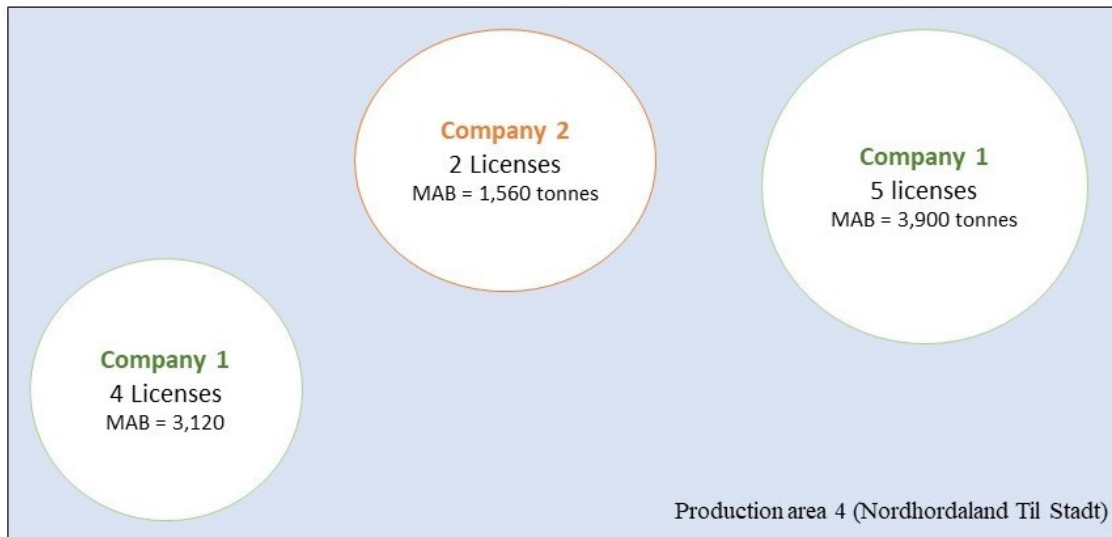 Company 2
2 Licenses
MAB = 1,560 tonnes
Company 1
5 licenses
MAB = 3,900 tonnes
Company 1
4 Licenses
MAB = 3,120
Production area 4 (Nordhordaland Til Stadt)